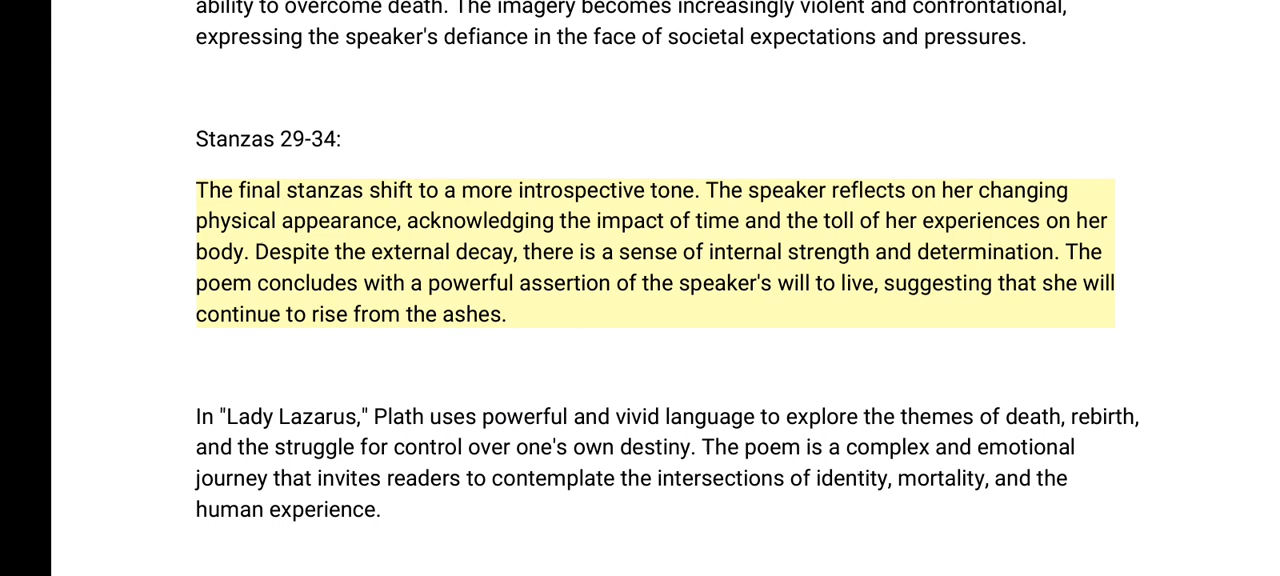 ability to overcome death. The imagery becomes increasingly violent and confrontational,
expressing the speaker's defiance in the face of societal expectations and pressures.
Stanzas 29-34:
The final stanzas shift to a more introspective tone. The speaker reflects on her changing
physical appearance, acknowledging the impact of time and the toll of her experiences on her
body. Despite the external decay, there is a sense of internal strength and determination. The
poem concludes with a powerful assertion of the speaker's will to live, suggesting that she will
continue to rise from the ashes.
In "Lady Lazarus," Plath uses powerful and vivid language to explore the themes of death, rebirth,
and the struggle for control over one's own destiny. The poem is a complex and emotional
journey that invites readers to contemplate the intersections of identity, mortality, and the
human experience.